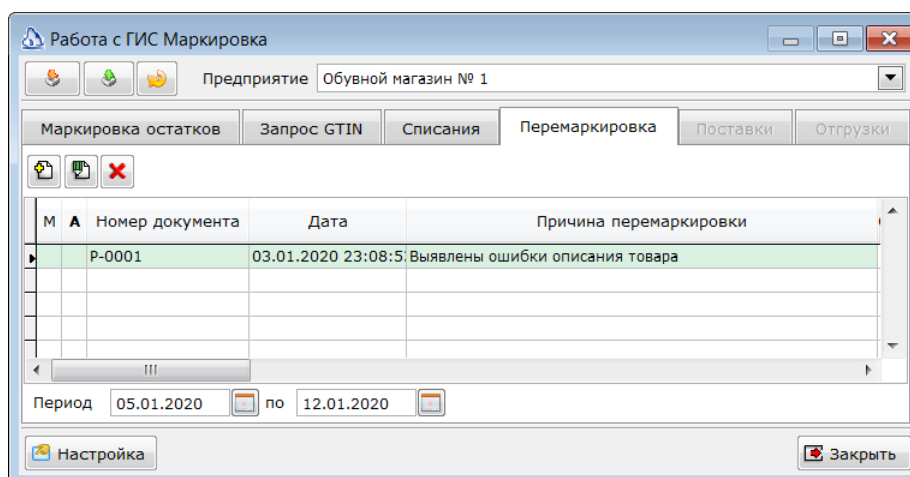 Работа с ГИС Маркировка
Предприятие Обувной магазин № 1
Маркировка остатков Запрос GTIN Списания Перемаркировка Поставки Отгрузки
М А Номер документа Дата Причина перемаркировки
Р-0001 03.01.2020 23:08:5 Выявлены ошибки описания товара
Период 05.01.2020 по 12.01.2020
Настройка Закрыть